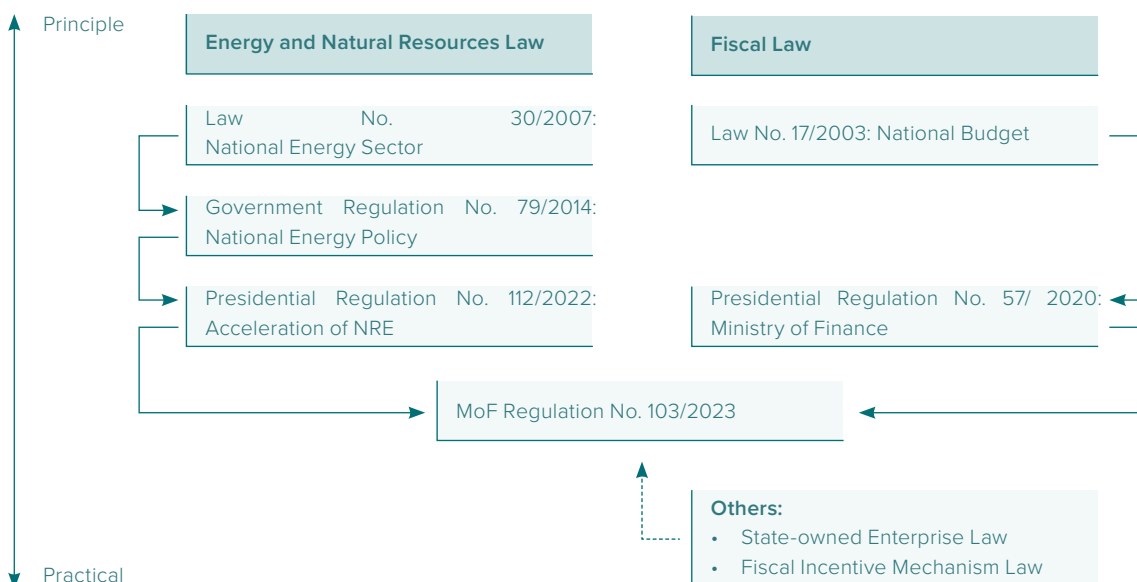 Principle
Energy and Natural Resources Law
Fiscal Law
Law No. 30/2007:
National Energy Sector
Law No. 17/2003: National Budget
Government Regulation No. 79/2014:
National Energy Policy
Presidential Regulation No. 112/2022:
Acceleration of NRE
Presidential Regulation No. 57/ 2020:
Ministry of Finance
MoF Regulation No. 103/2023
Others:
• State-owned Enterprise Law
• Fiscal Incentive Mechanism Law
Practical